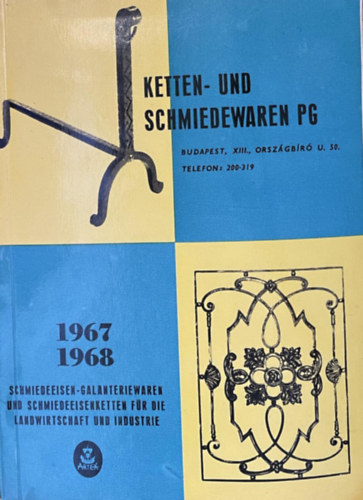 KETTEN- UND
SCHMIEDEWAREN PG
BUDAPEST, XIII., ORSZÁGBÍRÓ U. 30.
TELEFON: 200-319
1967
1968
SCHMIEDEEISEN-GALANTERIEWAREN
UND SCHMIEDEEISENKETTEN FÜR DIE
LANDWIRTSCHAFT UND INDUSTRIE
ARTEX